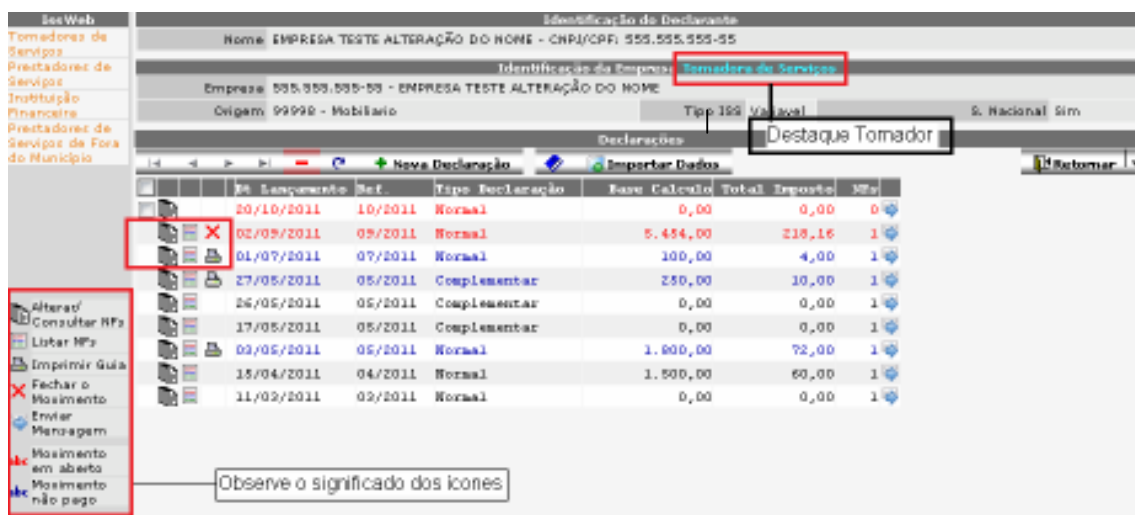 IssWeb
Tomadores de
Serviços
Prestadores de
Serviços
Instituição
Financeira
Prestadores de
Serviços de Fora
do Município
Identificação do Declarante
Nome EMPRESA TESTE ALTERAÇÃO DO NOME - CNPJ/CPF: 555.555.555-55
Identificação da Empresa Tomadora de Serviços
Empresa 555.555.555-55 - EMPRESA TESTE ALTERAÇÃO DO NOME
Origem 99998 - Mobiliario Tipo ISS Variavel S. Nacional Sim
Destaque Tomador
Declarações
Nova Declaração Importar Dados Retornar
Dt Lançamento Ref. Tipo Declaração Base Calculo Total Imposto NFs
20/10/2011 10/2011 Normal 0,00 0,00 0
02/09/2011 09/2011 Normal 5.454,00 218,16 1
01/07/2011 07/2011 Normal 100,00 4,00 1
27/05/2011 05/2011 Complementar 250,00 10,00 1
26/05/2011 05/2011 Complementar 0,00 0,00 1
17/05/2011 05/2011 Complementar 0,00 0,00 1
03/05/2011 05/2011 Normal 1.800,00 72,00 1
15/04/2011 04/2011 Normal 1.500,00 60,00 1
11/03/2011 03/2011 Normal 0,00 0,00 1
Alterar/
Consultar NFs
Listar NFs
Imprimir Guia
Fechar o
Movimento
Enviar
Mensagem
abc Movimento
em aberto
abc Movimento
não pago
Observe o significado dos ícones